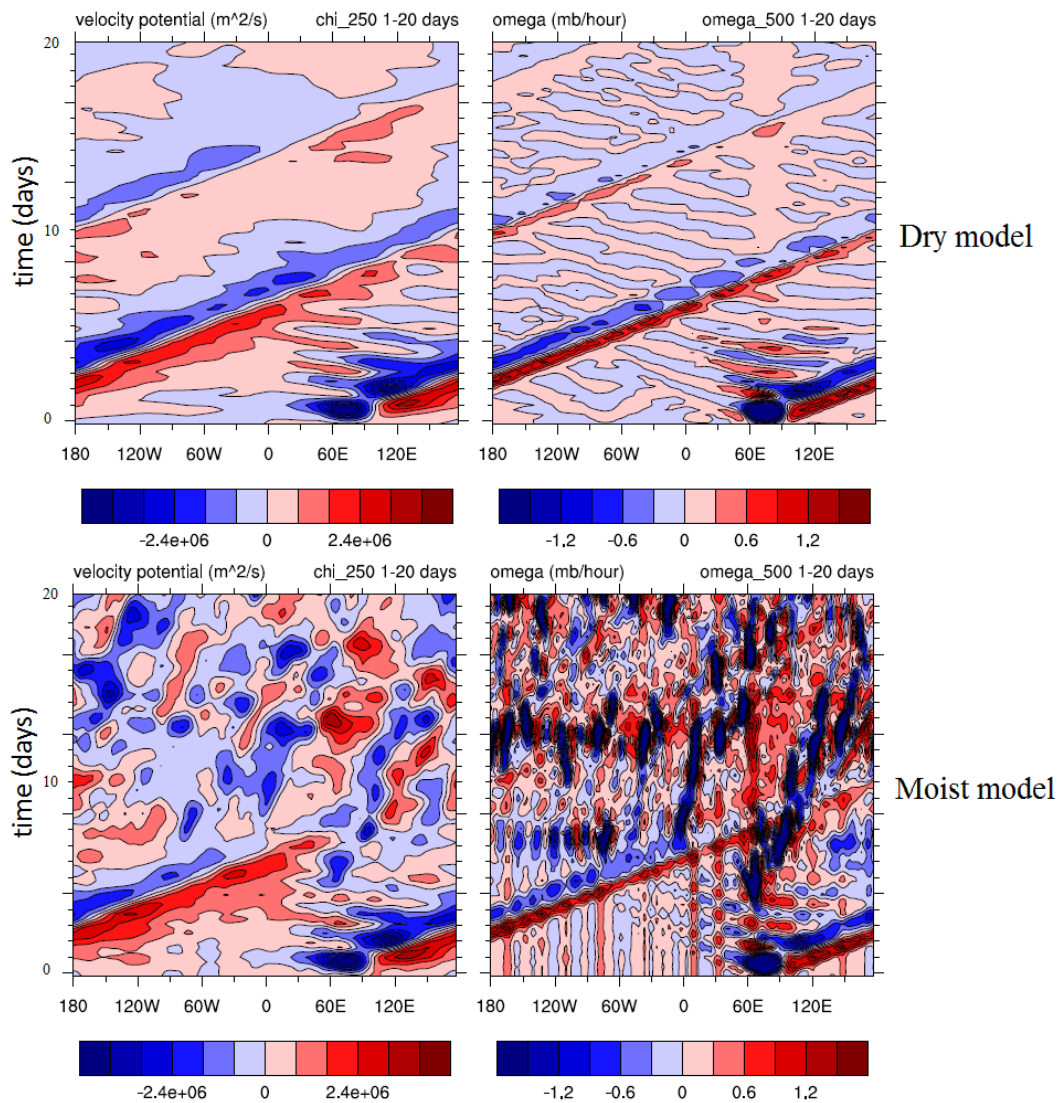 velocity potential (m^2/s) chi_250 1-20 days
omega (mb/hour) omega_500 1-20 days
20
10
0
time (days)
180 120W 60W 0 60E 120E
180 120W 60W 0 60E 120E
Dry model
-2.4e+06 0 2.4e+06
-1.2 -0.6 0 0.6 1.2
velocity potential (m^2/s) chi_250 1-20 days
omega (mb/hour) omega_500 1-20 days
20
10
0
time (days)
180 120W 60W 0 60E 120E
180 120W 60W 0 60E 120E
Moist model
-2.4e+06 0 2.4e+06
-1.2 -0.6 0 0.6 1.2